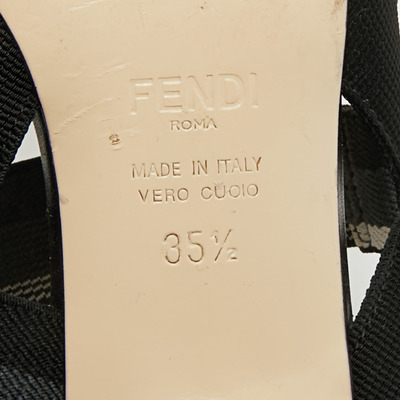 FENDI
ROMA
MADE IN ITALY
VERO CUOIO
35½